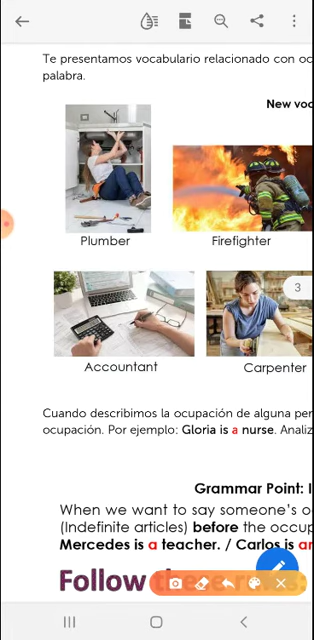 Te presentamos vocabulario relacionado con oc
palabra.
New voc
Plumber
Firefighter
3
Accountant
Carpenter
Cuando describimos la ocupación de alguna per
ocupación. Por ejemplo: Gloria is a nurse. Analiz
Grammar Point: I
When we want to say someone's o
(Indefinite articles) before the occup
Mercedes is a teacher. / Carlos is an
Follow